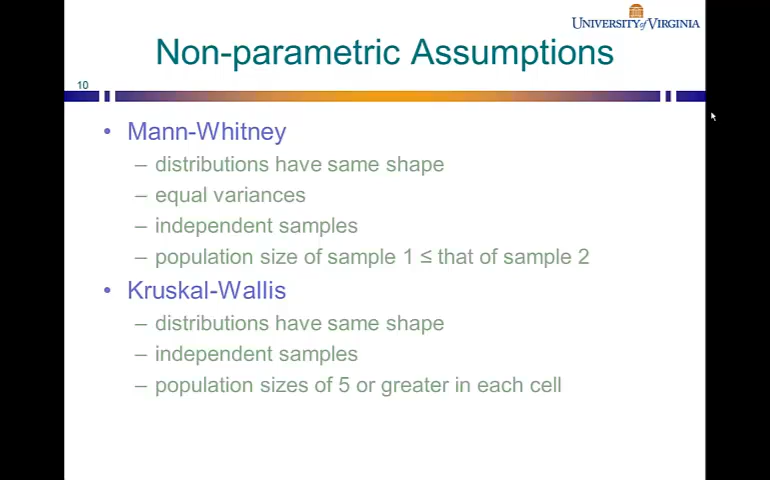 UNIVERSITY of VIRGINIA
Non-parametric Assumptions
10
• Mann-Whitney
– distributions have same shape
– equal variances
– independent samples
– population size of sample 1 ≤ that of sample 2
• Kruskal-Wallis
– distributions have same shape
– independent samples
– population sizes of 5 or greater in each cell